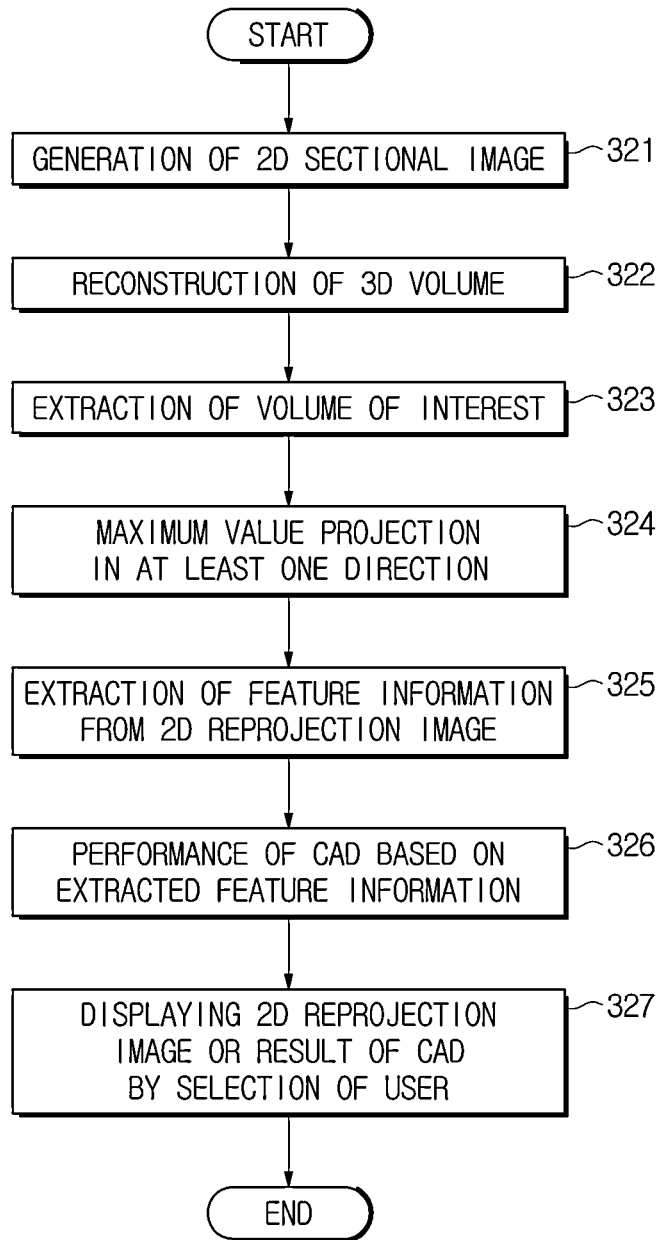 START
GENERATION OF 2D SECTIONAL IMAGE
321
RECONSTRUCTION OF 3D VOLUME
322
EXTRACTION OF VOLUME OF INTEREST
323
MAXIMUM VALUE PROJECTION
IN AT LEAST ONE DIRECTION
324
EXTRACTION OF FEATURE INFORMATION
FROM 2D REPROJECTION IMAGE
325
PERFORMANCE OF CAD BASED ON
EXTRACTED FEATURE INFORMATION
326
DISPLAYING 2D REPROJECTION
IMAGE OR RESULT OF CAD
BY SELECTION OF USER
327
END